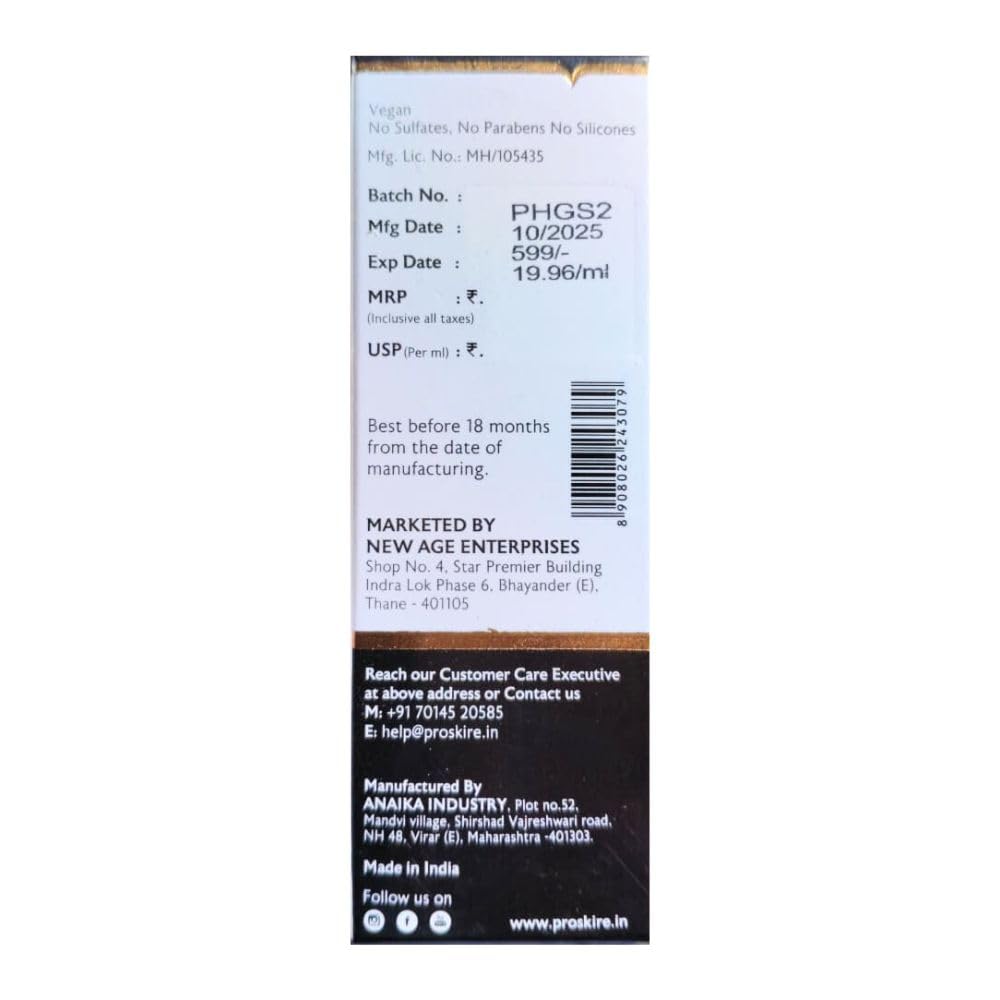 Vegan
No Sulfates, No Parabens No Silicones
Mfg. Lic. No.: MH/105435
Batch No. :
Mfg Date :
Exp Date :
MRP : ₹.
(Inclusive all taxes)
USP (Per ml) : ₹.
PHGS2
10/2025
599/-
19.96/ml
Best before 18 months
from the date of
manufacturing.
8 908026 243079
MARKETED BY
NEW AGE ENTERPRISES
Shop No. 4, Star Premier Building
Indra Lok Phase 6, Bhayander (E),
Thane - 401105
Reach our Customer Care Executive
at above address or Contact us
M: +91 70145 20585
E: help@proskire.in
Manufactured By
ANAIKA INDUSTRY, Plot no.52,
Mandvi village, Shirshad Vajreshwari road,
NH 48, Virar (E), Maharashtra -401303.
Made in India
Follow us on
www.proskire.in